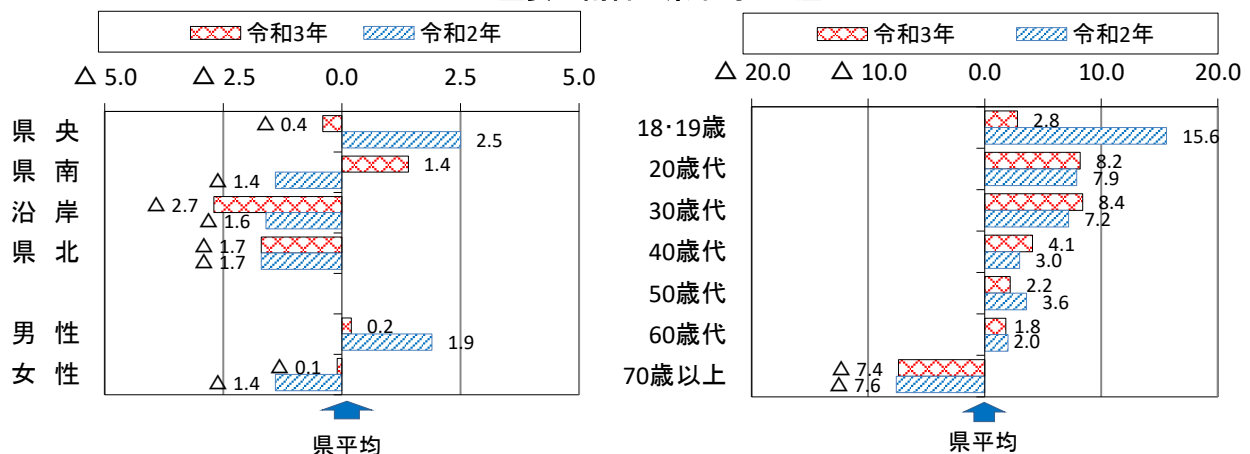 令和3年 令和2年
△ 5.0 △ 2.5 0.0 2.5 5.0
県 央 △ 0.4 2.5
県 南 1.4 △ 1.4
沿 岸 △ 2.7 △ 1.6
県 北 △ 1.7 △ 1.7
男 性 0.2 1.9
女 性 △ 0.1 △ 1.4
県平均
令和3年 令和2年
△ 20.0 △ 10.0 0.0 10.0 20.0
18･19歳 2.8 15.6
20歳代 8.2 7.9
30歳代 8.4 7.2
40歳代 4.1 3.0
50歳代 2.2 3.6
60歳代 1.8 2.0
70歳以上 △ 7.4 △ 7.6
県平均